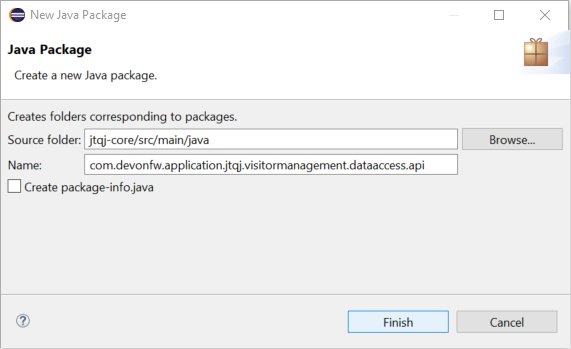 New Java Package
Java Package
Create a new Java package.
Creates folders corresponding to packages.
Source folder: jtqj-core/src/main/java Browse...
Name: com.devonfw.application.jtqj.visitormanagement.dataaccess.api
Create package-info.java
? Finish Cancel